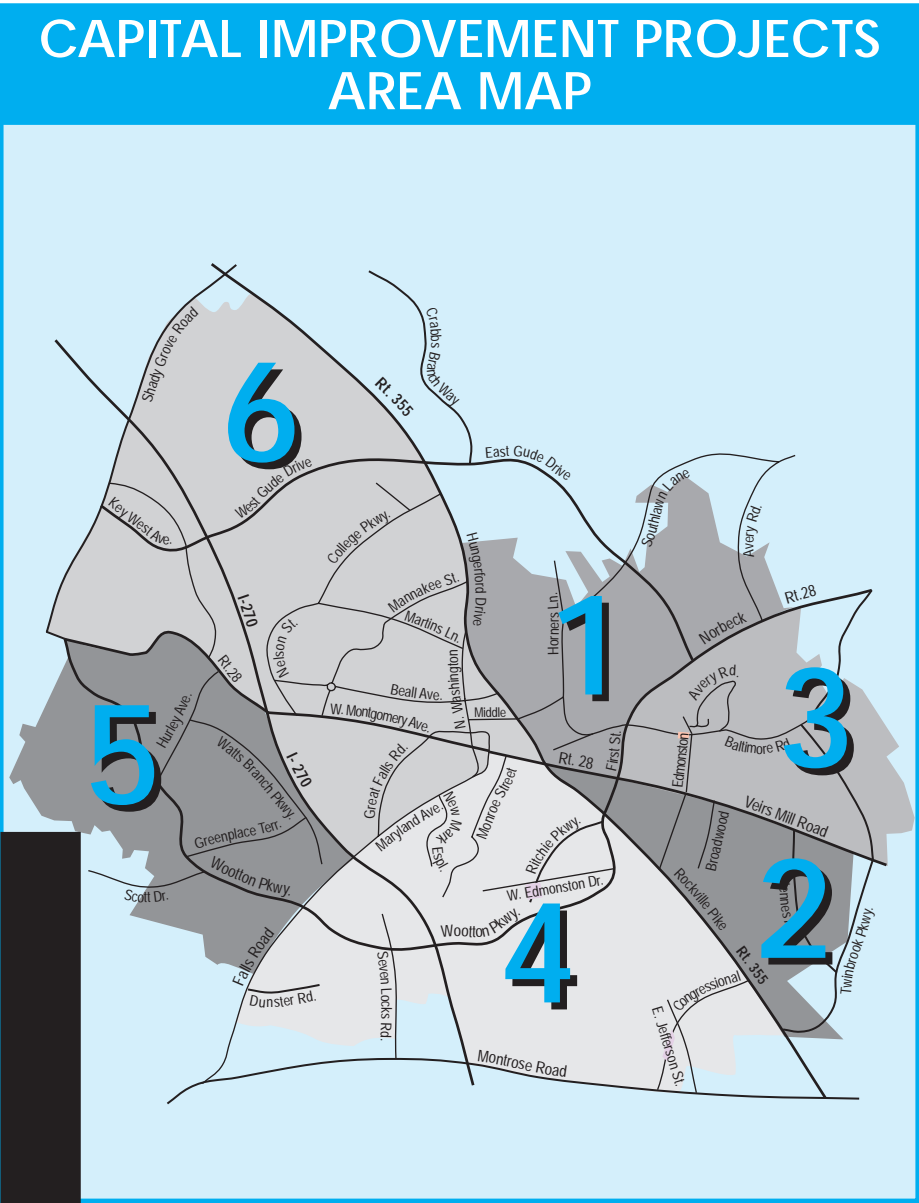 CAPITAL IMPROVEMENT PROJECTS
AREA MAP
Shady Grove Road
Crabbs Branch Way
Rt. 355
6
East Gude Drive
West Gude Drive
Southlawn Lane
Key West Ave.
College Pkwy.
Avery Rd.
Hungerford Drive
Mannakee St.
Martins Ln.
I-270
Nelson St.
Horners Ln.
1
Rt.28
Norbeck
Rt.28
N. Washington
Avery Rd.
3
Beall Ave.
W. Montgomery Ave.
Middle
5
Hurley Ave.
Watts Branch Pkwy.
I- 270
Great Falls Rd.
Rt. 28
First St.
Edmonston
Baltimore Rd.
Maryland Ave.
New Mark
Espl.
Monroe Street
Veirs Mill Road
Broadwood
Greenplace Terr.
Ritchie Pkwy.
Wootton Pkwy.
Scott Dr.
W. Edmonston Dr.
Rockville Pike
2
Wootton Pkwy.
4
Rt. 355
Twinbrook Pkwy.
Falls Road
Seven Locks Rd.
Dunster Rd.
Congressional
E. Jefferson St.
Montrose Road